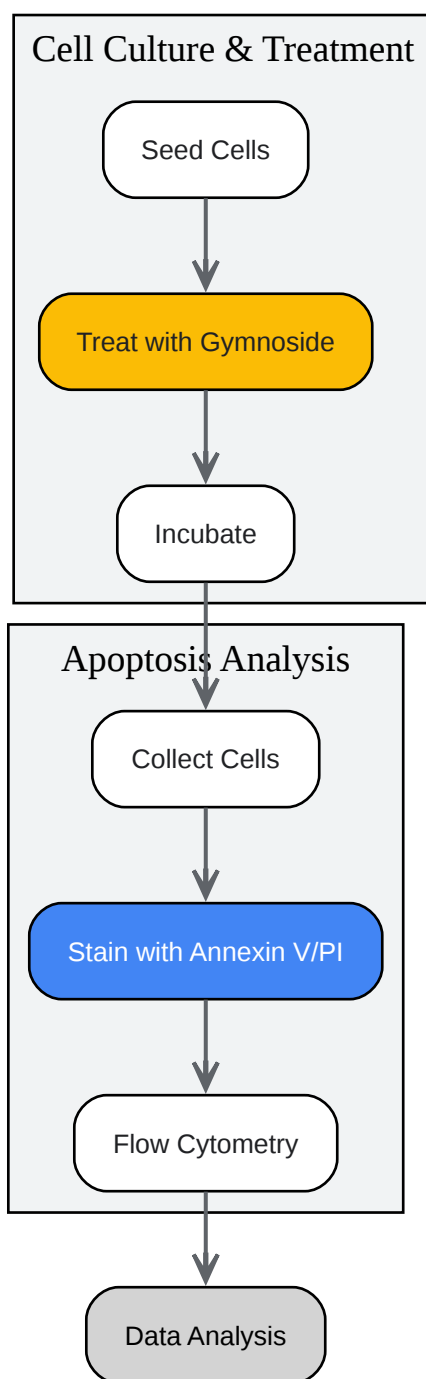 Cell Culture & Treatment
Seed Cells
Treat with Gymnoside
Incubate
Apoptosis Analysis
Collect Cells
Stain with Annexin V/PI
Flow Cytometry
Data Analysis